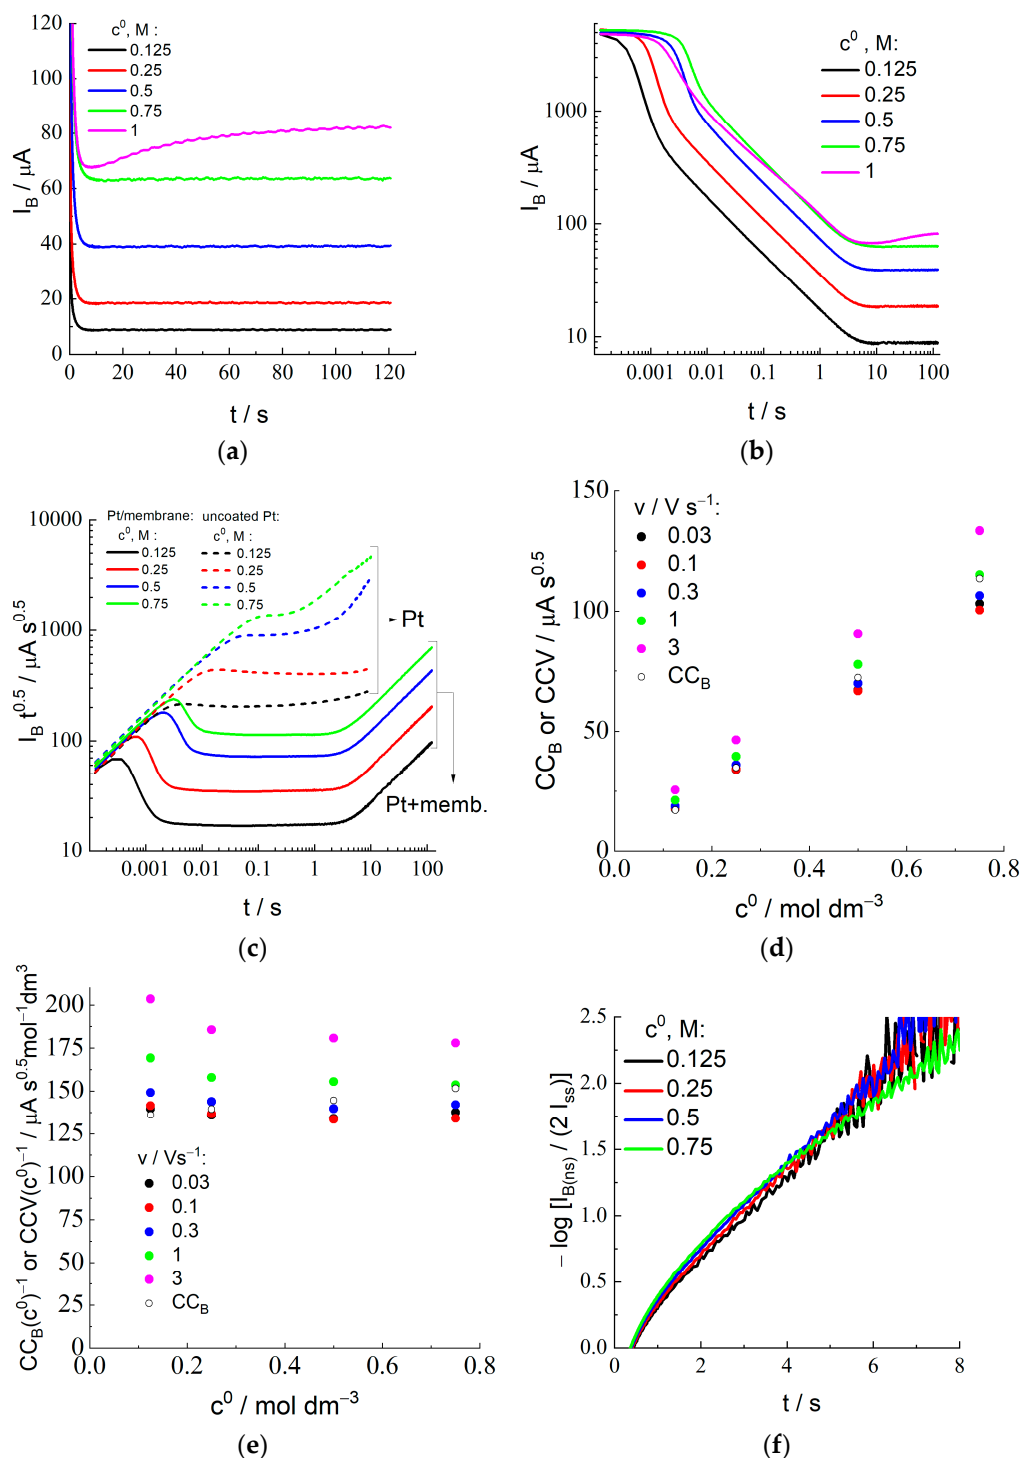 120
100
80
60
40
20
0
I_B / μA
c⁰, M :
0.125
0.25
0.5
0.75
1
0 20 40 60 80 100 120
t / s
(a)
1000
100
10
I_B / μA
c⁰ , M:
0.125
0.25
0.5
0.75
1
0.001 0.01 0.1 1 10 100
t / s
(b)
10000
1000
100
10
I_B t^0.5 / μA s^0.5
Pt/membrane: uncoated Pt:
c⁰, M: c⁰, M:
0.125 0.125
0.25 0.25
0.5 0.5
0.75 0.75
Pt
Pt+memb.
0.001 0.01 0.1 1 10 100
t / s
(c)
150
100
50
0
CC_B or CCV / μA s^0.5
v / V s⁻¹:
0.03
0.1
0.3
1
3
CC_B
0.0 0.2 0.4 0.6 0.8
c⁰ / mol dm⁻³
(d)
200
175
150
125
100
75
50
25
0
CC_B(c⁰)⁻¹ or CCV(c⁰)⁻¹ / μA s^0.5 mol⁻¹dm³
v / Vs⁻¹:
0.03
0.1
0.3
1
3
CC_B
0.0 0.2 0.4 0.6 0.8
c⁰ / mol dm⁻³
(e)
2.5
2.0
1.5
1.0
0.5
0.0
– log [I_B(ns) / (2 I_ss)]
c⁰, M:
0.125
0.25
0.5
0.75
0 2 4 6 8
t / s
(f)